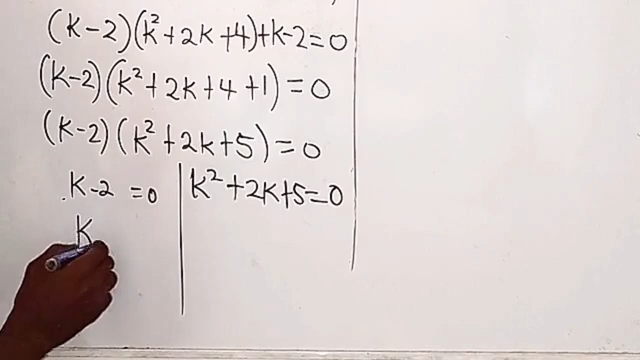 (k-2)(k²+2k+4)+k-2=0
(k-2)(k²+2k+4+1)=0
(k-2)(k²+2k+5)=0
k-2=0 | k²+2k+5=0
k